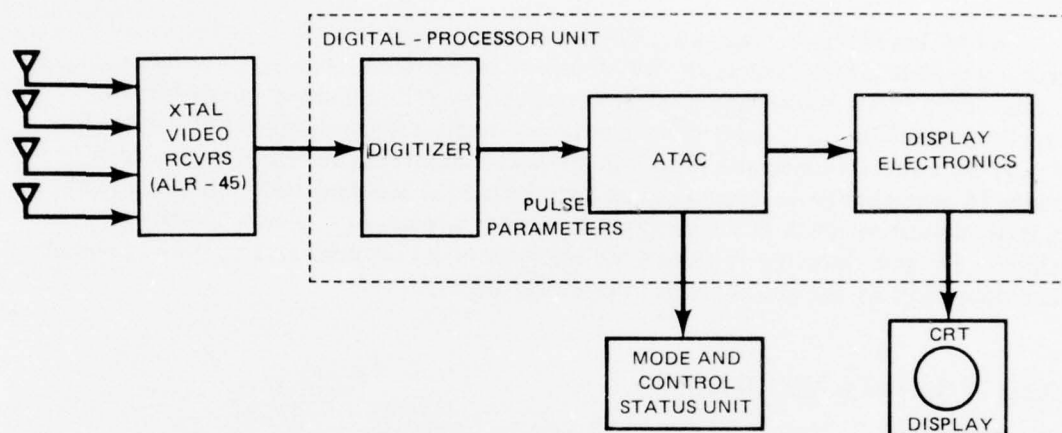 DIGITAL - PROCESSOR UNIT
XTAL
VIDEO
RCVRS
(ALR - 45)
DIGITIZER
PULSE
PARAMETERS
ATAC
DISPLAY
ELECTRONICS
MODE AND
CONTROL
STATUS UNIT
CRT
DISPLAY